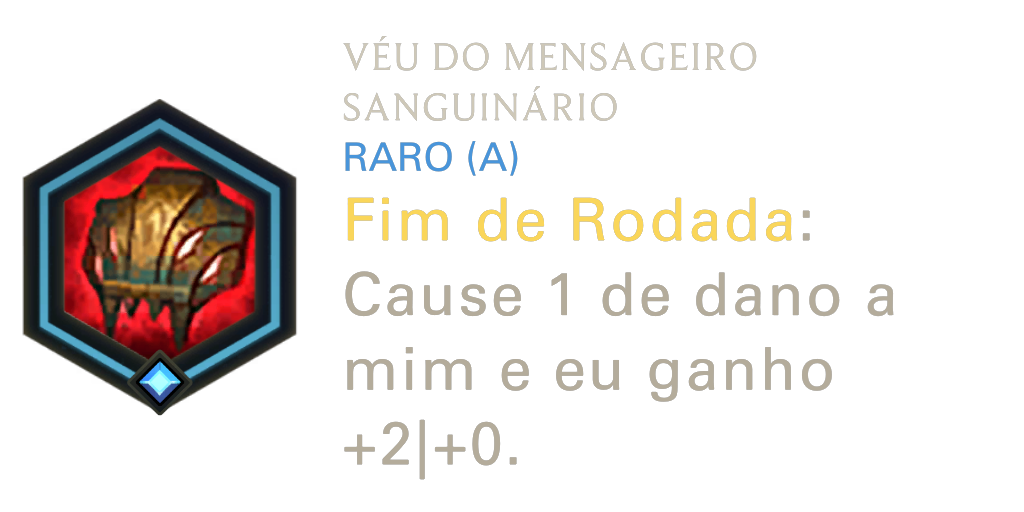 VÉU DO MENSAGEIRO
SANGUINÁRIO
RARO (A)
Fim de Rodada:
Cause 1 de dano a
mim e eu ganho
+2|+0.